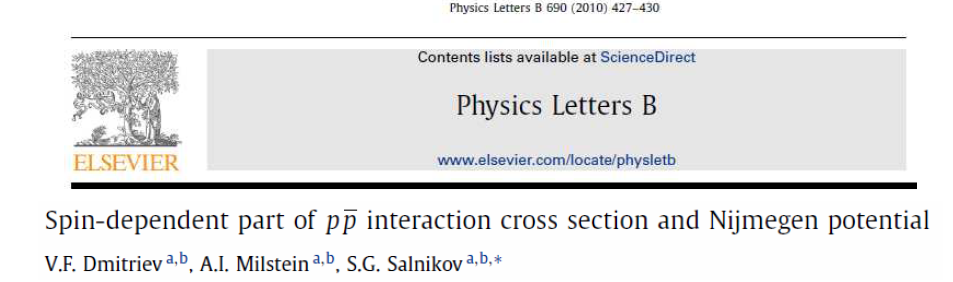 Physics Letters B 690 (2010) 427–430
Contents lists available at ScienceDirect
Physics Letters B
ELSEVIER
www.elsevier.com/locate/physletb
Spin-dependent part of pp̅ interaction cross section and Nijmegen potential
V.F. Dmitriev a,b, A.I. Milstein a,b, S.G. Salnikov a,b,*